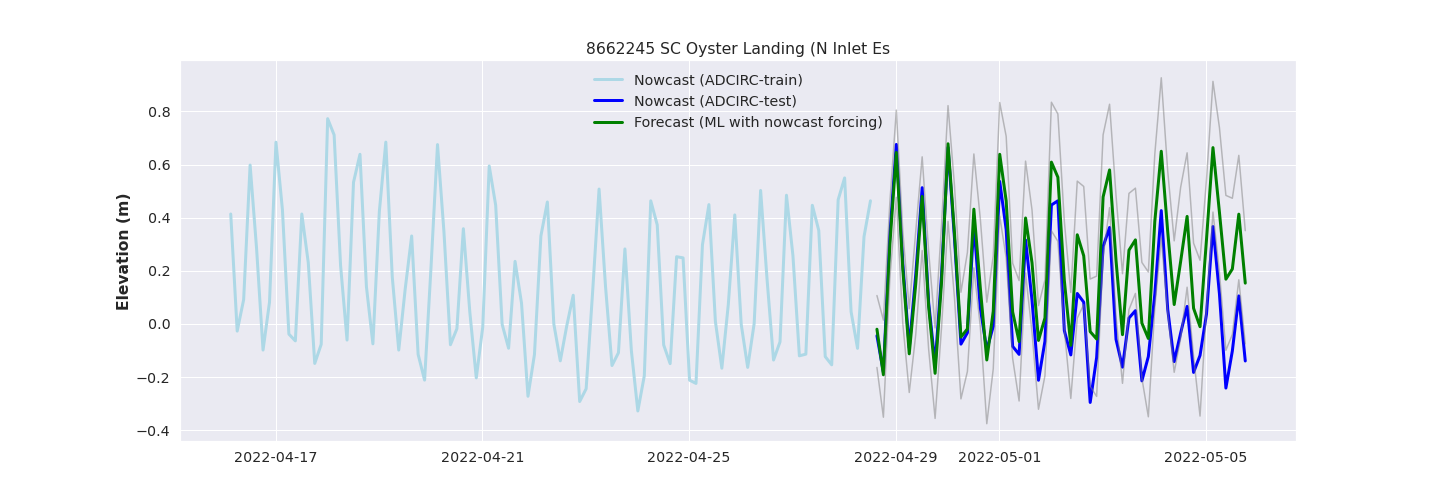 8662245 SC Oyster Landing (N Inlet Es
Nowcast (ADCIRC-train)
Nowcast (ADCIRC-test)
Forecast (ML with nowcast forcing)
Elevation (m)
0.8
0.6
0.4
0.2
0.0
−0.2
−0.4
2022-04-17 2022-04-21 2022-04-25 2022-04-29 2022-05-01 2022-05-05